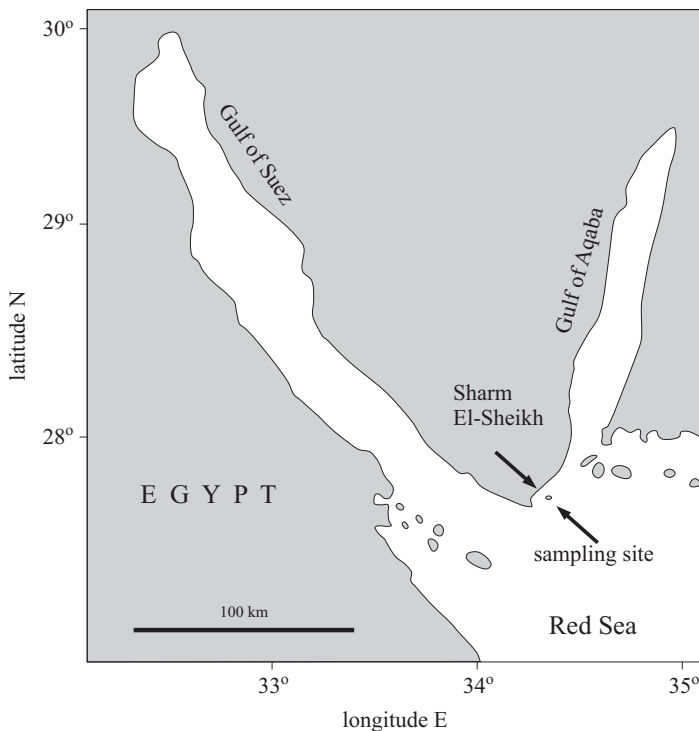 30º
Gulf of Suez
29º
Gulf of Aqaba
latitude N
Sharm
El-Sheikh
28º
E G Y P T
sampling site
100 km
Red Sea
33º
34º
35º
longitude E